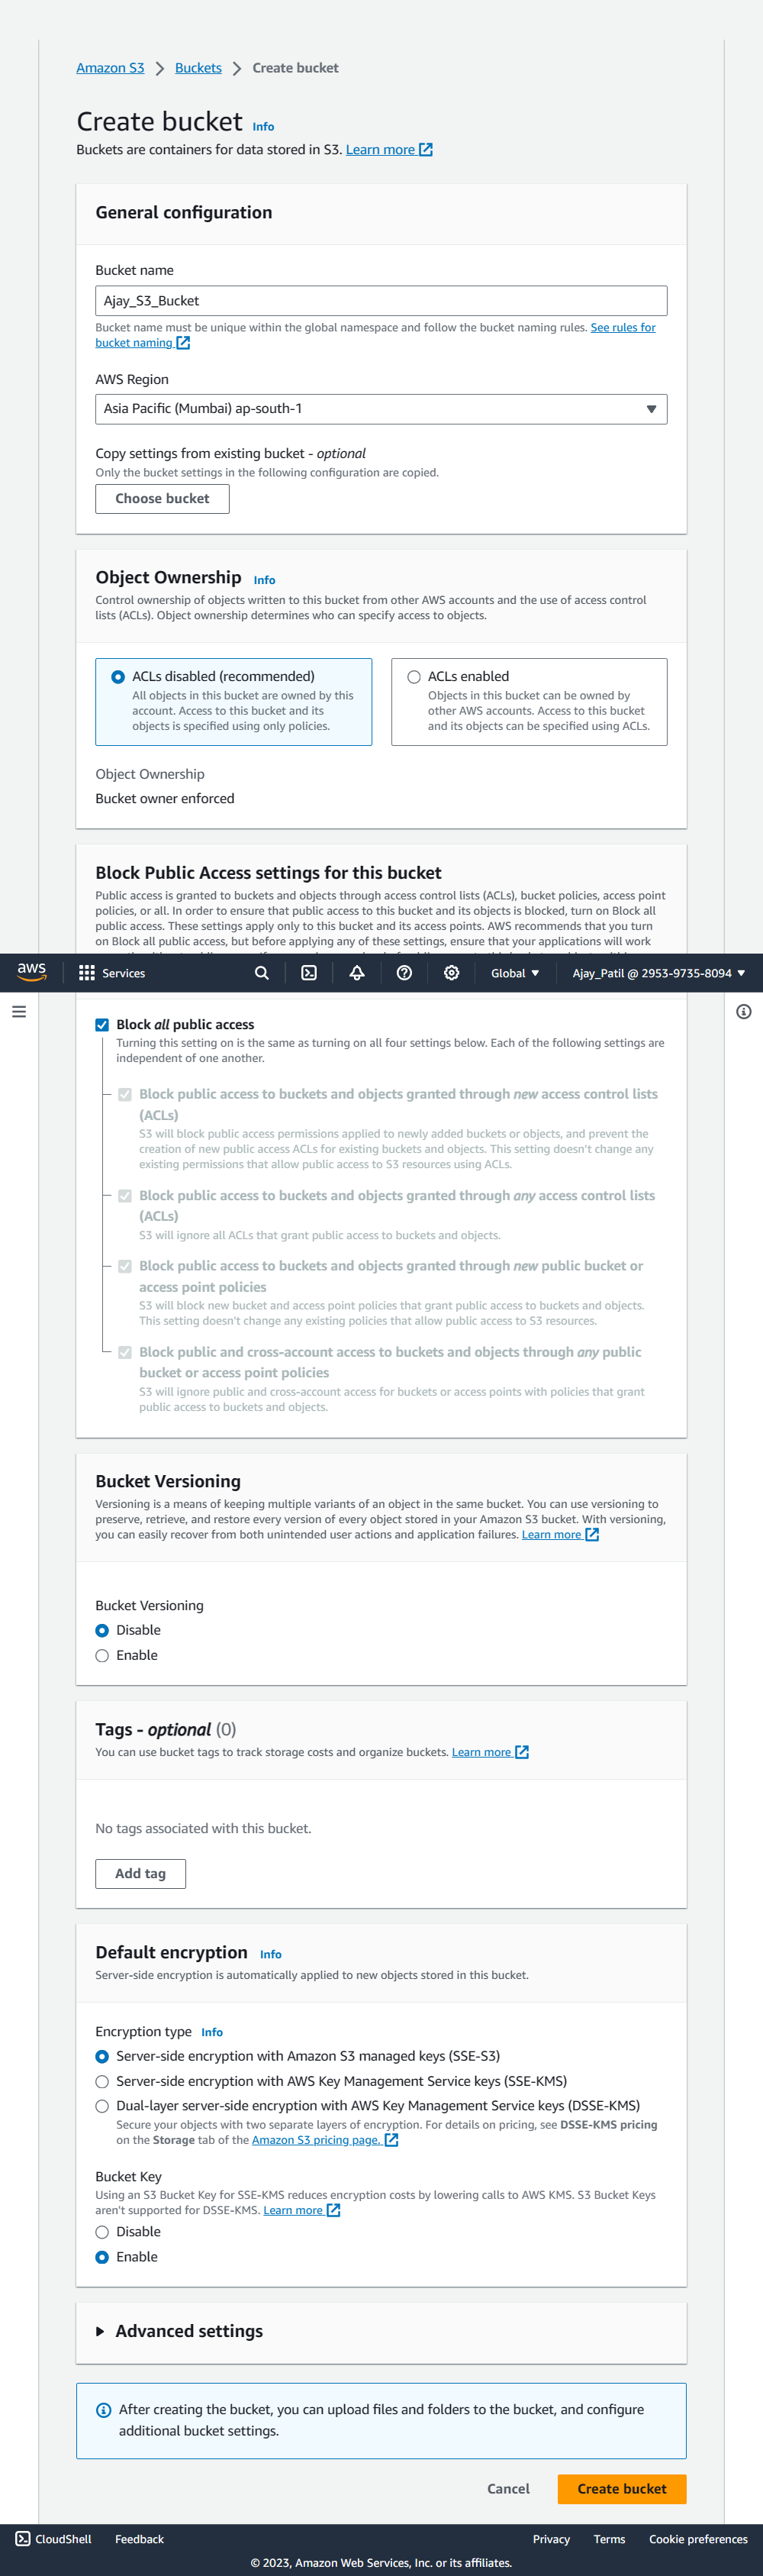 Amazon S3 > Buckets > Create bucket
Create bucket Info
Buckets are containers for data stored in S3. Learn more
General configuration
Bucket name
Ajay_S3_Bucket
Bucket name must be unique within the global namespace and follow the bucket naming rules. See rules for
bucket naming
AWS Region
Asia Pacific (Mumbai) ap-south-1
Copy settings from existing bucket - optional
Only the bucket settings in the following configuration are copied.
Choose bucket
Object Ownership Info
Control ownership of objects written to this bucket from other AWS accounts and the use of access control
lists (ACLs). Object ownership determines who can specify access to objects.
ACLs disabled (recommended)
All objects in this bucket are owned by this
account. Access to this bucket and its
objects is specified using only policies.
ACLs enabled
Objects in this bucket can be owned by
other AWS accounts. Access to this bucket
and its objects can be specified using ACLs.
Object Ownership
Bucket owner enforced
Block Public Access settings for this bucket
Public access is granted to buckets and objects through access control lists (ACLs), bucket policies, access point
policies, or all. In order to ensure that public access to this bucket and its objects is blocked, turn on Block all
public access. These settings apply only to this bucket and its access points. AWS recommends that you turn
on Block all public access, but before applying any of these settings, ensure that your applications will work
aws Services Global Ajay_Patil @ 2953-9735-8094
Block all public access
Turning this setting on is the same as turning on all four settings below. Each of the following settings are
independent of one another.
Block public access to buckets and objects granted through new access control lists
(ACLs)
S3 will block public access permissions applied to newly added buckets or objects, and prevent the
creation of new public access ACLs for existing buckets and objects. This setting doesn't change any
existing permissions that allow public access to S3 resources using ACLs.
Block public access to buckets and objects granted through any access control lists
(ACLs)
S3 will ignore all ACLs that grant public access to buckets and objects.
Block public access to buckets and objects granted through new public bucket or
access point policies
S3 will block new bucket and access point policies that grant public access to buckets and objects.
This setting doesn't change any existing policies that allow public access to S3 resources.
Block public and cross-account access to buckets and objects through any public
bucket or access point policies
S3 will ignore public and cross-account access for buckets or access points with policies that grant
public access to buckets and objects.
Bucket Versioning
Versioning is a means of keeping multiple variants of an object in the same bucket. You can use versioning to
preserve, retrieve, and restore every version of every object stored in your Amazon S3 bucket. With versioning,
you can easily recover from both unintended user actions and application failures. Learn more
Bucket Versioning
Disable
Enable
Tags - optional (0)
You can use bucket tags to track storage costs and organize buckets. Learn more
No tags associated with this bucket.
Add tag
Default encryption Info
Server-side encryption is automatically applied to new objects stored in this bucket.
Encryption type Info
Server-side encryption with Amazon S3 managed keys (SSE-S3)
Server-side encryption with AWS Key Management Service keys (SSE-KMS)
Dual-layer server-side encryption with AWS Key Management Service keys (DSSE-KMS)
Secure your objects with two separate layers of encryption. For details on pricing, see DSSE-KMS pricing
on the Storage tab of the Amazon S3 pricing page.
Bucket Key
Using an S3 Bucket Key for SSE-KMS reduces encryption costs by lowering calls to AWS KMS. S3 Bucket Keys
aren't supported for DSSE-KMS. Learn more
Disable
Enable
Advanced settings
After creating the bucket, you can upload files and folders to the bucket, and configure
additional bucket settings.
Cancel Create bucket
CloudShell Feedback Privacy Terms Cookie preferences
© 2023, Amazon Web Services, Inc. or its affiliates.